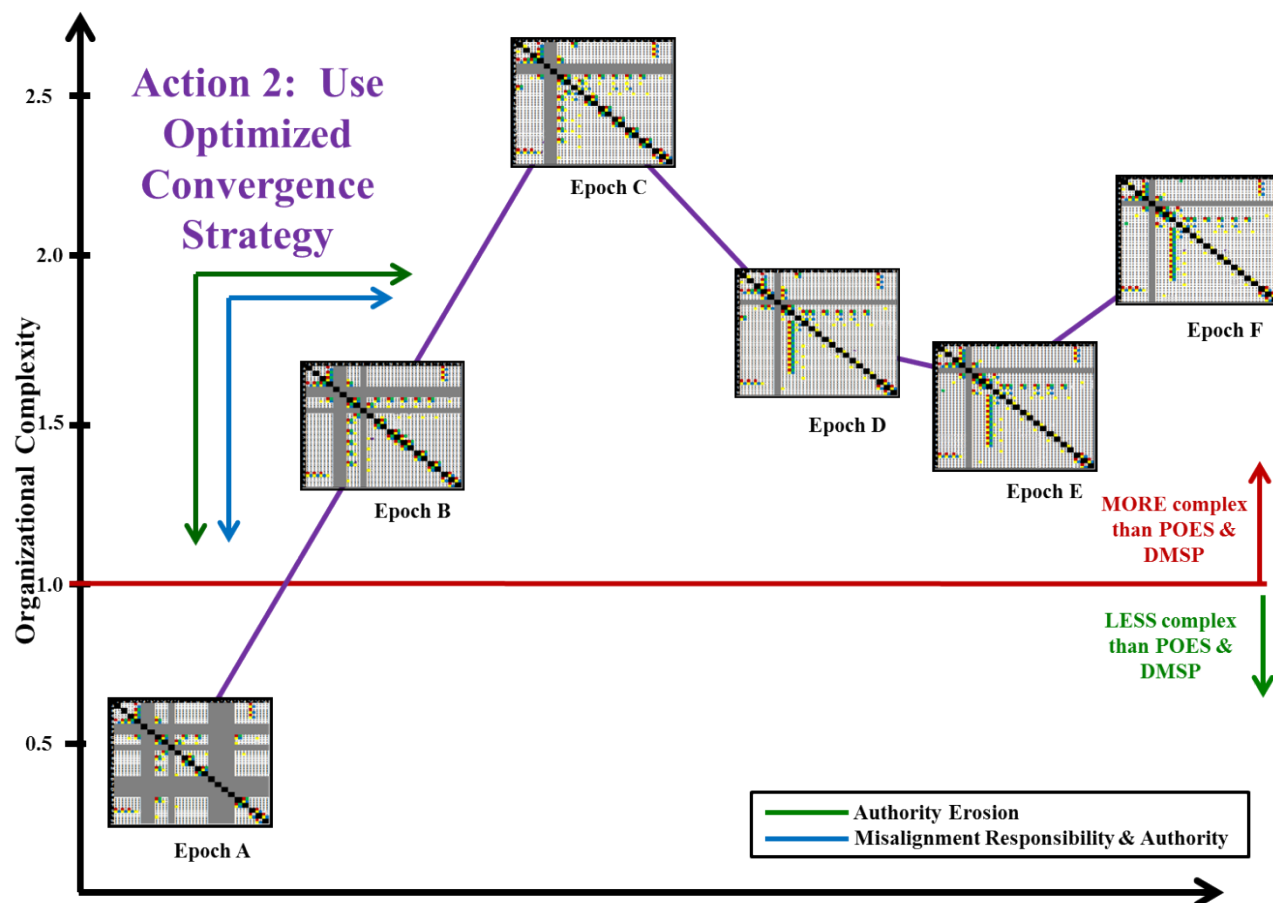 Action 2:  Use
Optimized
Convergence
Strategy
Organizational Complexity
2.5
2.0
1.5
1.0
0.5
Epoch A
Epoch B
Epoch C
Epoch D
Epoch E
Epoch F
MORE complex
than POES &
DMSP
LESS complex
than POES &
DMSP
Authority Erosion
Misalignment Responsibility & Authority